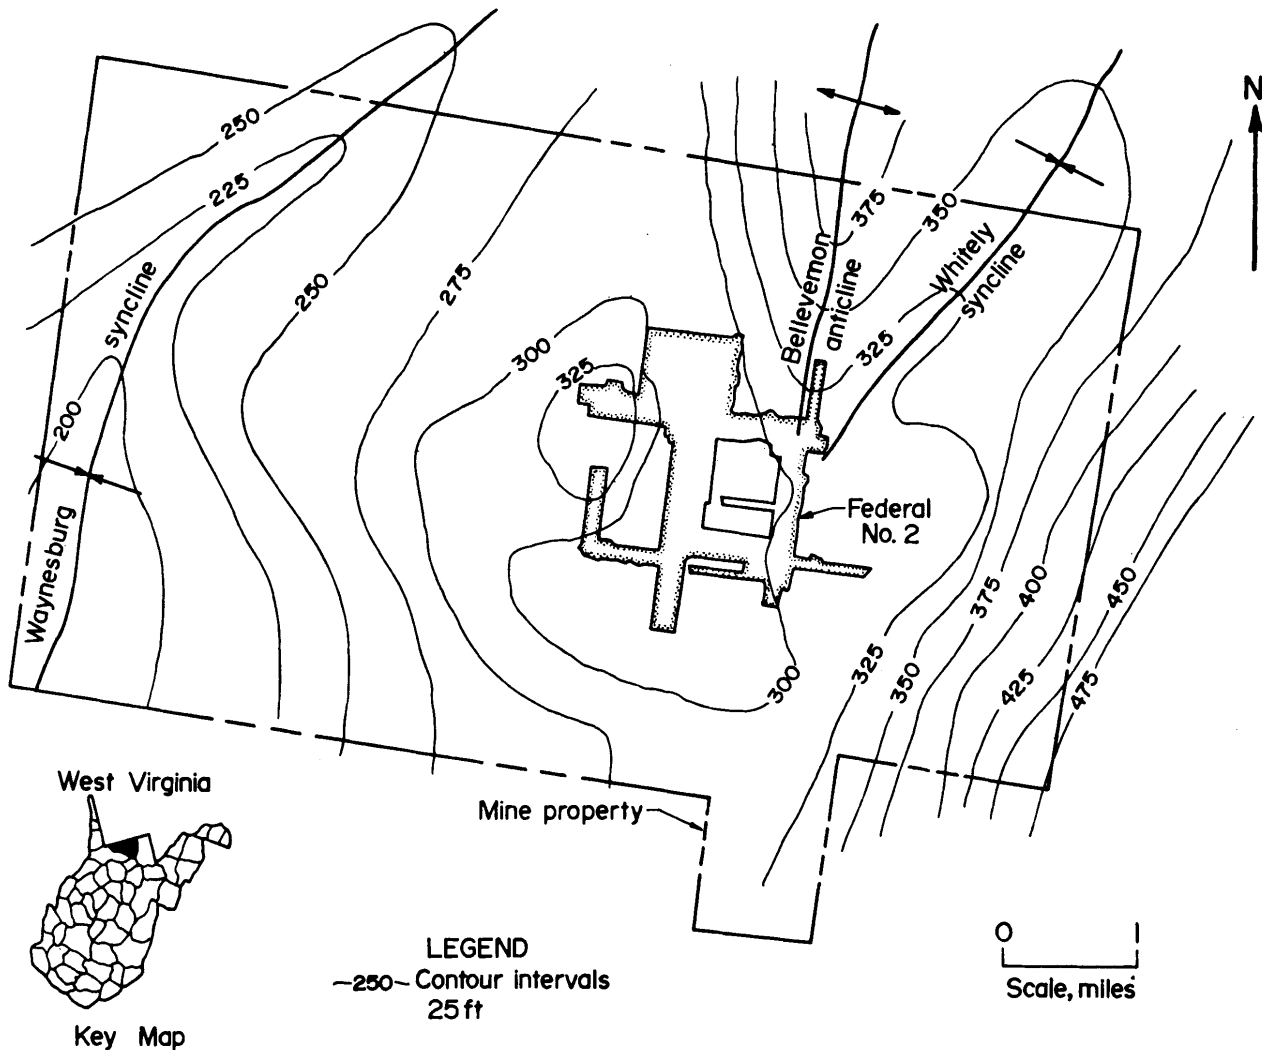 N
250
225
250
275
375
350
Whitely
syncline
Bellevernon
anticline
syncline
300
325
325
200
Federal
No. 2
Waynesburg
375
400
450
300
325
350
425
475
West Virginia
Mine property
0 1
Scale, miles
LEGEND
250 Contour intervals
25 ft
Key Map